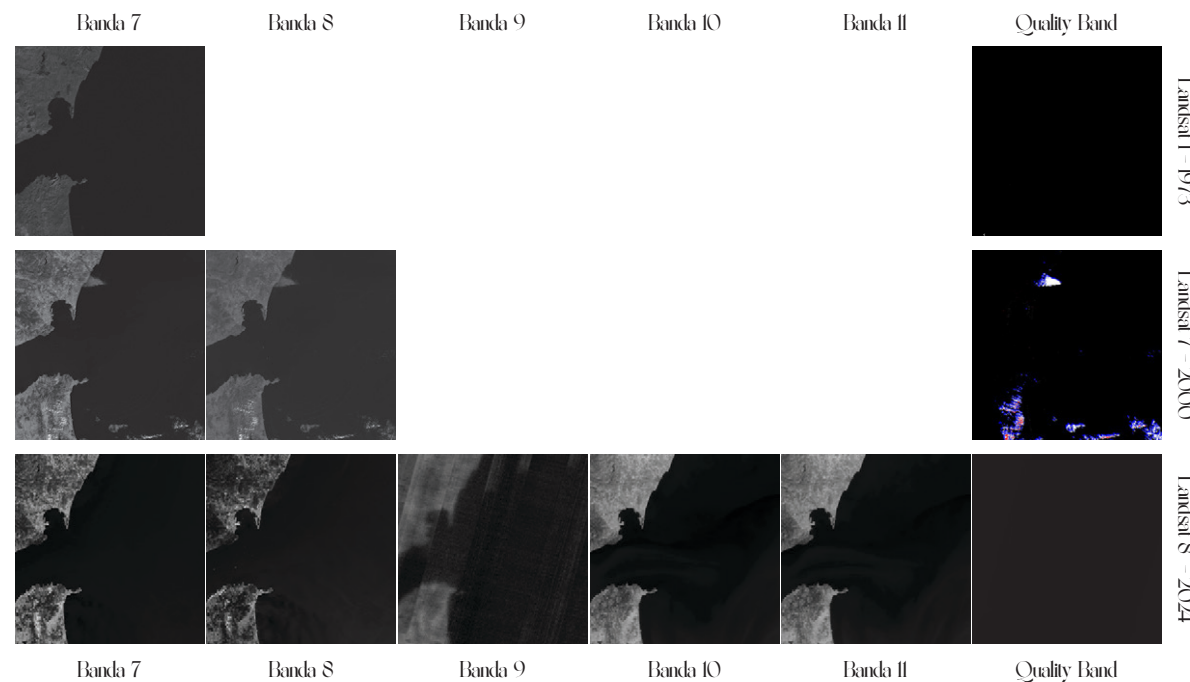 Banda 7
Banda 8
Banda 9
Banda 10
Banda 11
Quality Band
Landsat 1 - 1973
Landsat 7 - 2000
Landsat 8 - 2024
Banda 7
Banda 8
Banda 9
Banda 10
Banda 11
Quality Band